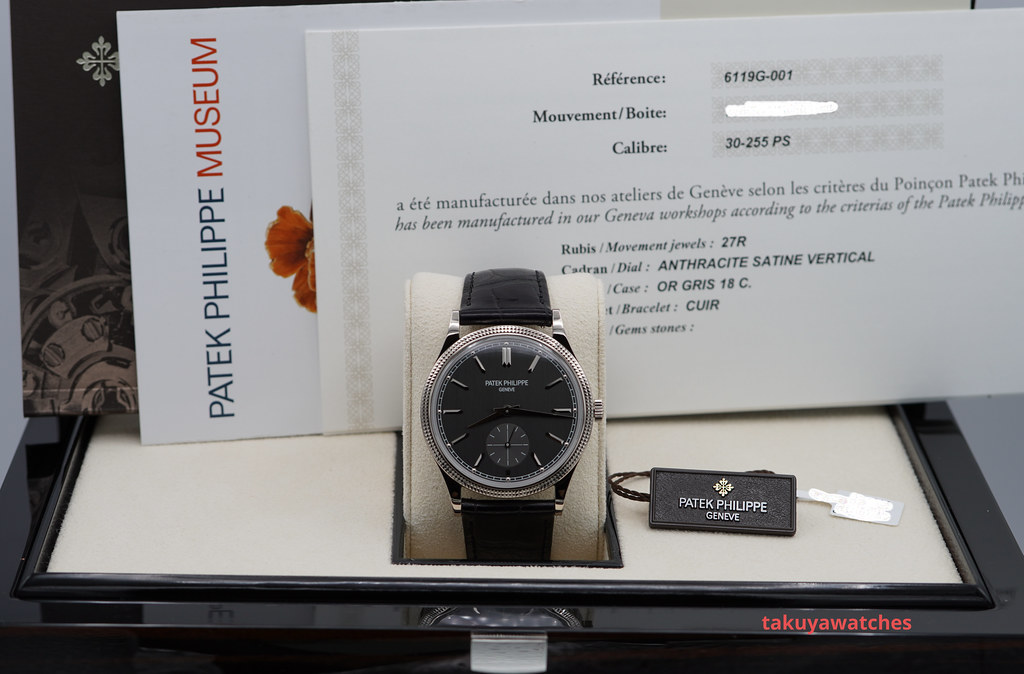 PATEK PHILIPPE MUSEUM
Référence: 6119G-001
Mouvement/Boite:
Calibre: 30-255 PS
a été manufacturée dans nos ateliers de Genève selon les critères du Poinçon Patek Phi
has been manufactured in our Geneva workshops according to the criterias of the Patek Philipp
Rubis / Movement jewels : 27R
Cadran / Dial : ANTHRACITE SATINE VERTICAL
/ Case : OR GRIS 18 C.
/ Bracelet : CUIR
/ Gems stones :
PATEK PHILIPPE
GENEVE
PATEK PHILIPPE
GENEVE
takuyawatches